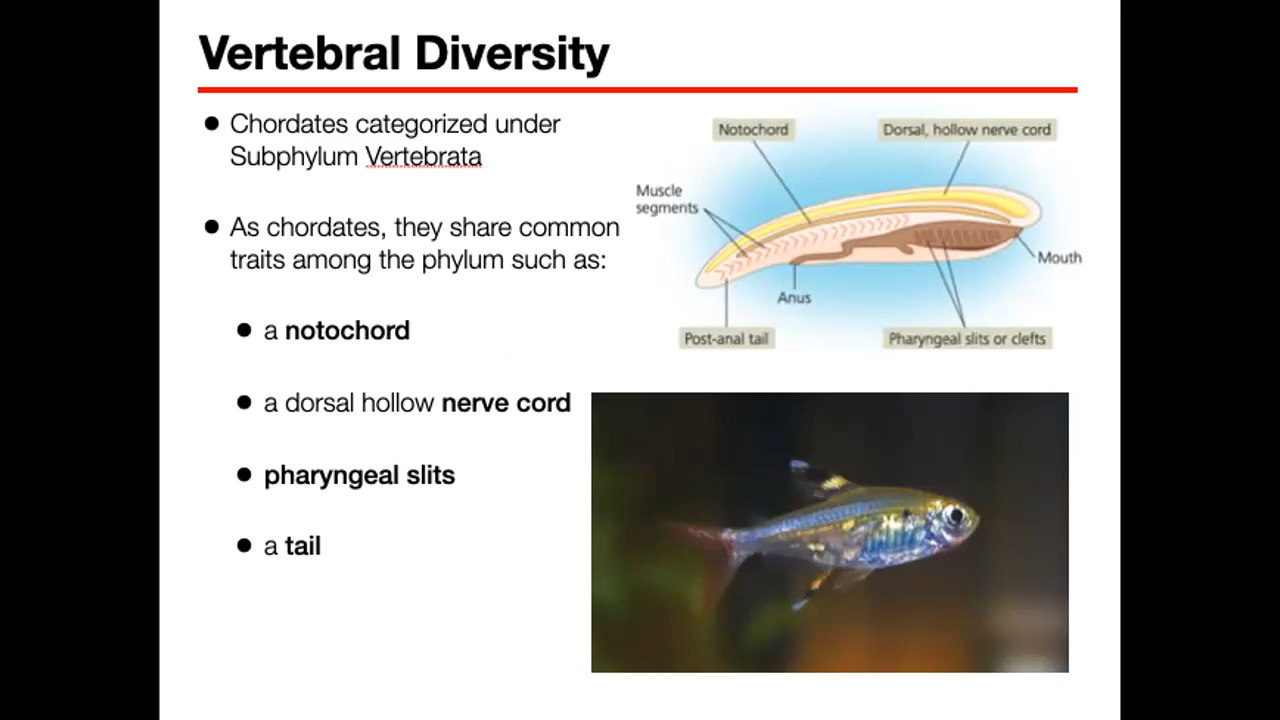 Vertebral Diversity
● Chordates categorized under
Subphylum Vertebrata
● As chordates, they share common
traits among the phylum such as:
● a notochord
● a dorsal hollow nerve cord
● pharyngeal slits
● a tail
Notochord
Dorsal, hollow nerve cord
Muscle
segments
Mouth
Anus
Post-anal tail
Pharyngeal slits or clefts